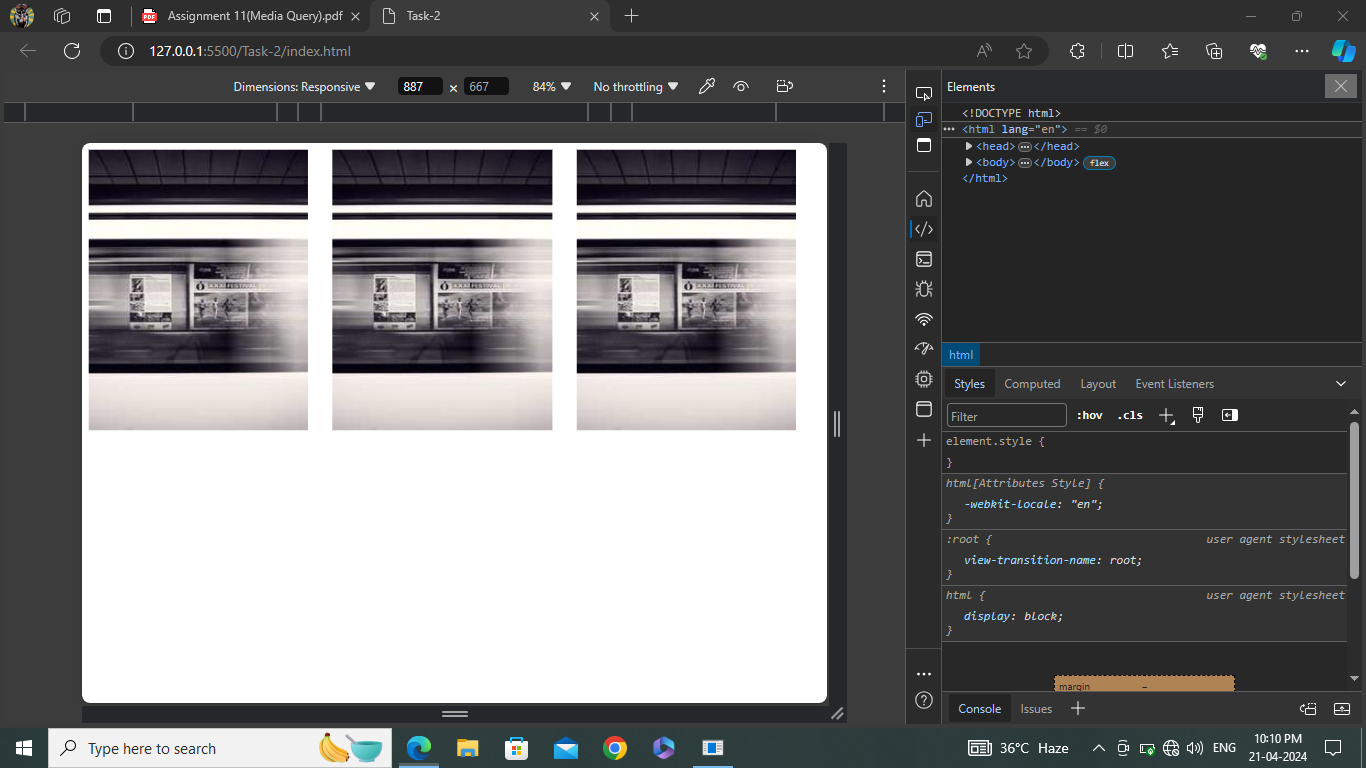 Assignment 11(Media Query).pdf
Task-2
127.0.0.1:5500/Task-2/index.html
Dimensions: Responsive 887 × 667 84% No throttling
Elements
<!DOCTYPE html>
<html lang="en"> == $0
<head> </head>
<body> </body> flex
</html>
html
Styles Computed Layout Event Listeners
Filter :hov .cls
element.style {
}
html[Attributes Style] {
-webkit-locale: "en";
}
:root { user agent stylesheet
view-transition-name: root;
}
html { user agent stylesheet
display: block;
}
margin –
Console Issues
Type here to search
36°C Haze ENG
10:10 PM
21-04-2024